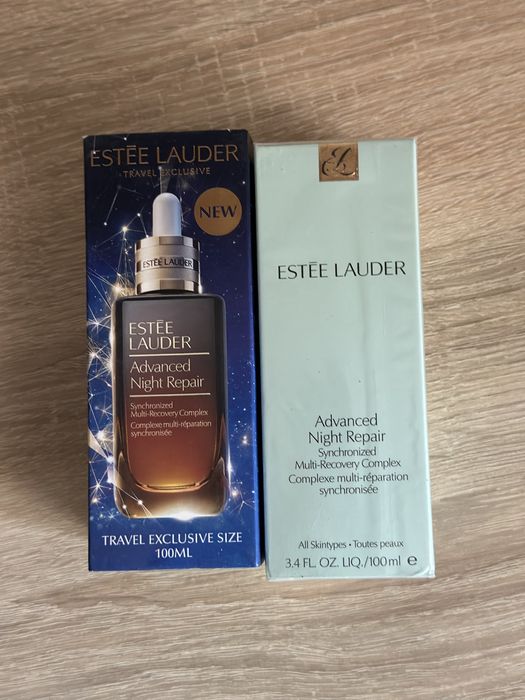 ESTĒE LAUDER
TRAVEL EXCLUSIVE
NEW
ESTĒE LAUDER
ESTĒE
LAUDER
Advanced
Night Repair
Synchronized
Multi-Recovery Complex
Complexe multi-réparation
synchronisée
TRAVEL EXCLUSIVE SIZE
100ML
EL
ESTĒE LAUDER
Advanced
Night Repair
Synchronized
Multi-Recovery Complex
Complexe multi-réparation
synchronisée
All Skintypes • Toutes peaux
3.4 FL. OZ. LIQ./100ml ℮